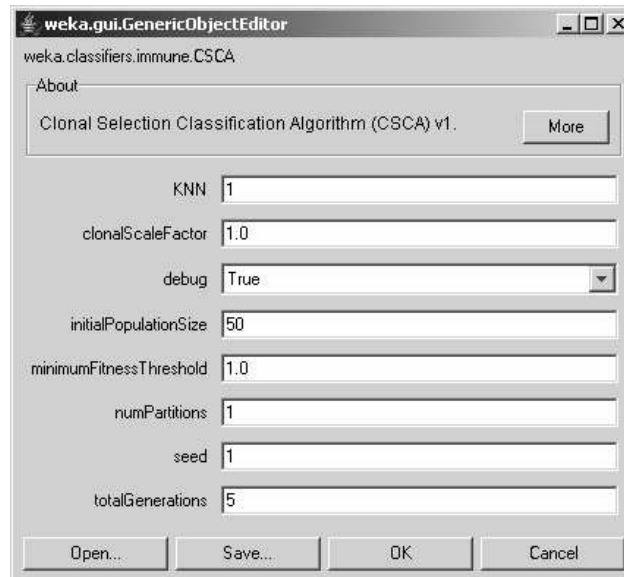 weka.gui.GenericObjectEditor
weka.classifiers.immune.CSCA
About
Clonal Selection Classification Algorithm (CSCA) v1.
More
KNN 1
clonalScaleFactor 1.0
debug True
initialPopulationSize 50
minimumFitnessThreshold 1.0
numPartitions 1
seed 1
totalGenerations 5
Open... Save... OK Cancel